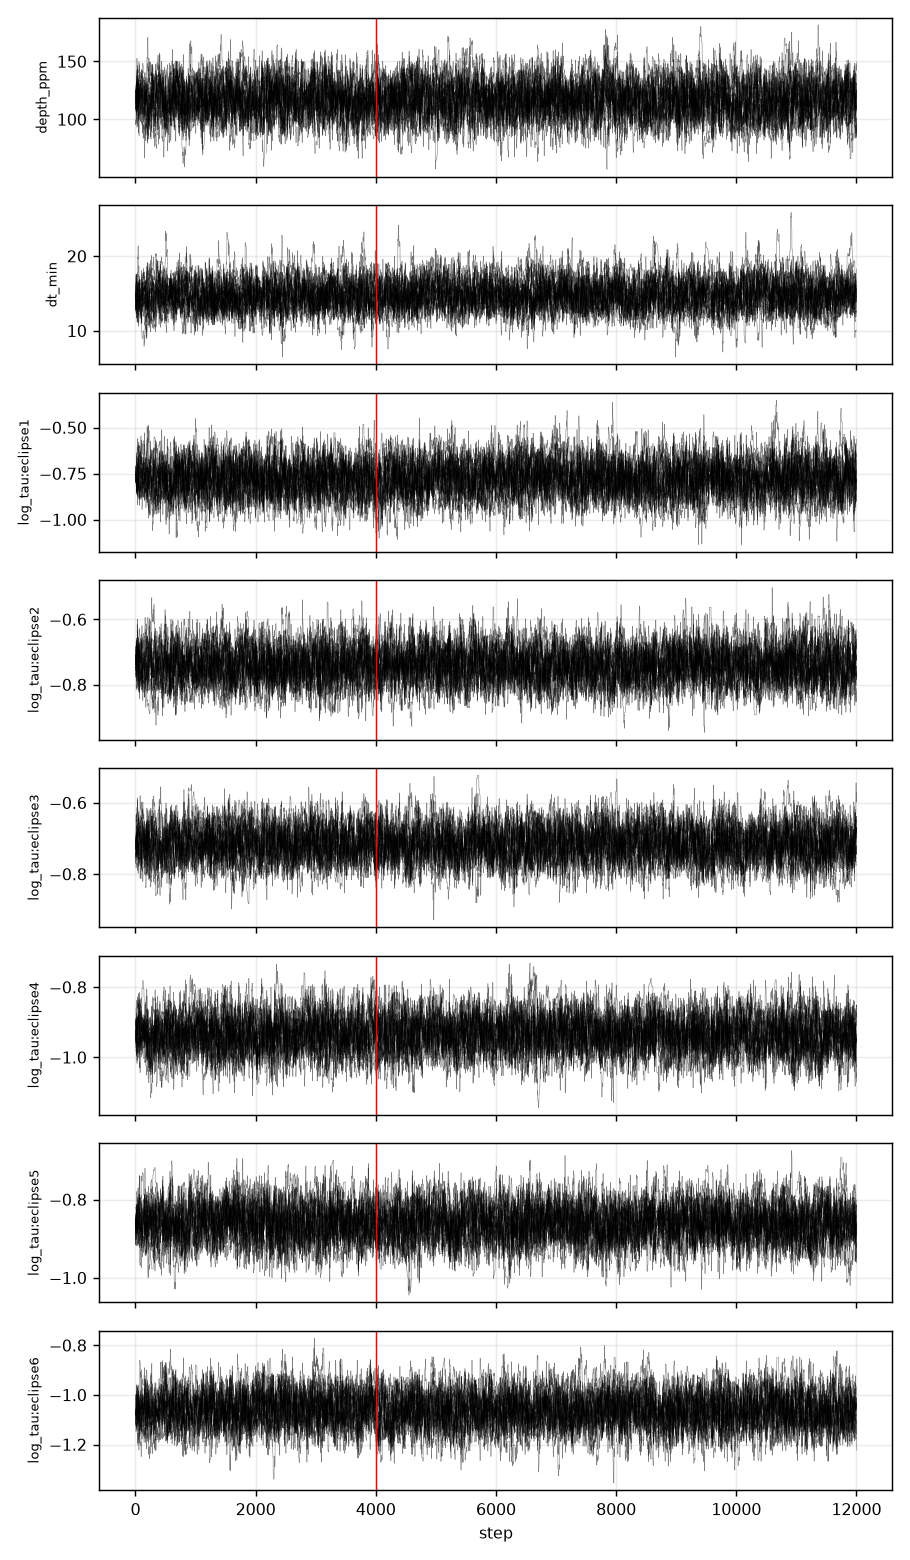 150
100
depth_ppm
20
10
dt_min
−0.50
−0.75
−1.00
log_tau:eclipse1
−0.6
−0.8
log_tau:eclipse2
−0.6
−0.8
log_tau:eclipse3
−0.8
−1.0
log_tau:eclipse4
−0.8
−1.0
log_tau:eclipse5
−0.8
−1.0
−1.2
log_tau:eclipse6
0 2000 4000 6000 8000 10000 12000
step